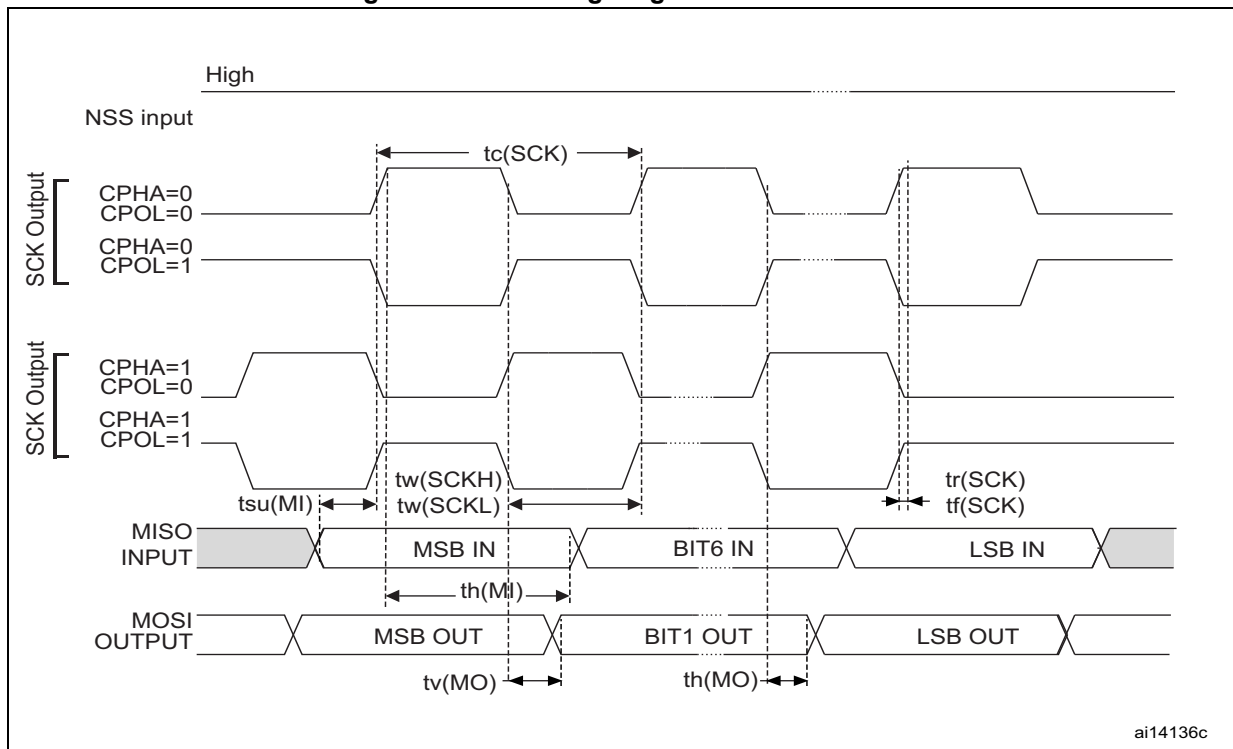 High
NSS input
tc(SCK)
SCK Output
CPHA=0
CPOL=0
CPHA=0
CPOL=1
SCK Output
CPHA=1
CPOL=0
CPHA=1
CPOL=1
tw(SCKH)
tw(SCKL)
tr(SCK)
tf(SCK)
tsu(MI)
MISO
INPUT
MSB IN
BIT6 IN
LSB IN
th(MI)
MOSI
OUTPUT
MSB OUT
BIT1 OUT
LSB OUT
tv(MO)
th(MO)
ai14136c